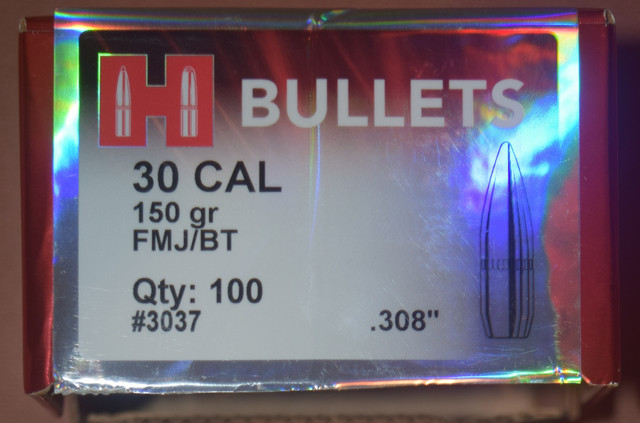 H BULLETS
30 CAL
150 gr
FMJ/BT
Qty: 100
#3037
.308"